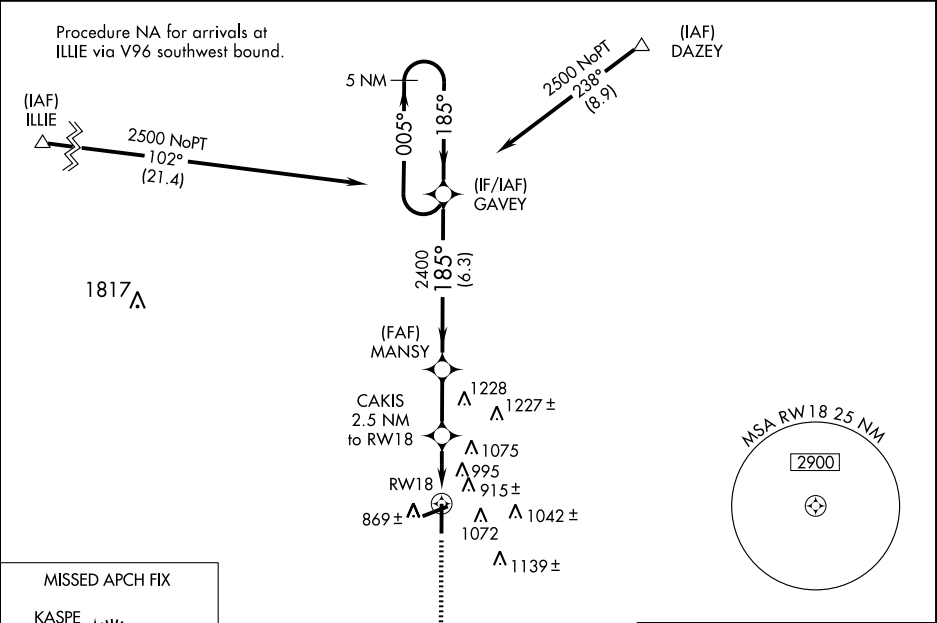 Procedure NA for arrivals at
ILLIE via V96 southwest bound.
(IAF)
DAZEY
2500 NoPT
238°
(8.9)
5 NM
005°
185°
(IAF)
ILLIE
2500 NoPT
102°
(21.4)
(IF/IAF)
GAVEY
2400
185°
(6.3)
1817
(FAF)
MANSY
1228
1227 ±
CAKIS
2.5 NM
to RW18
1075
995
915 ±
RW18
869 ±
1072
1042 ±
1139 ±
MSA RW 18 25 NM
2900
MISSED APCH FIX
KASPE